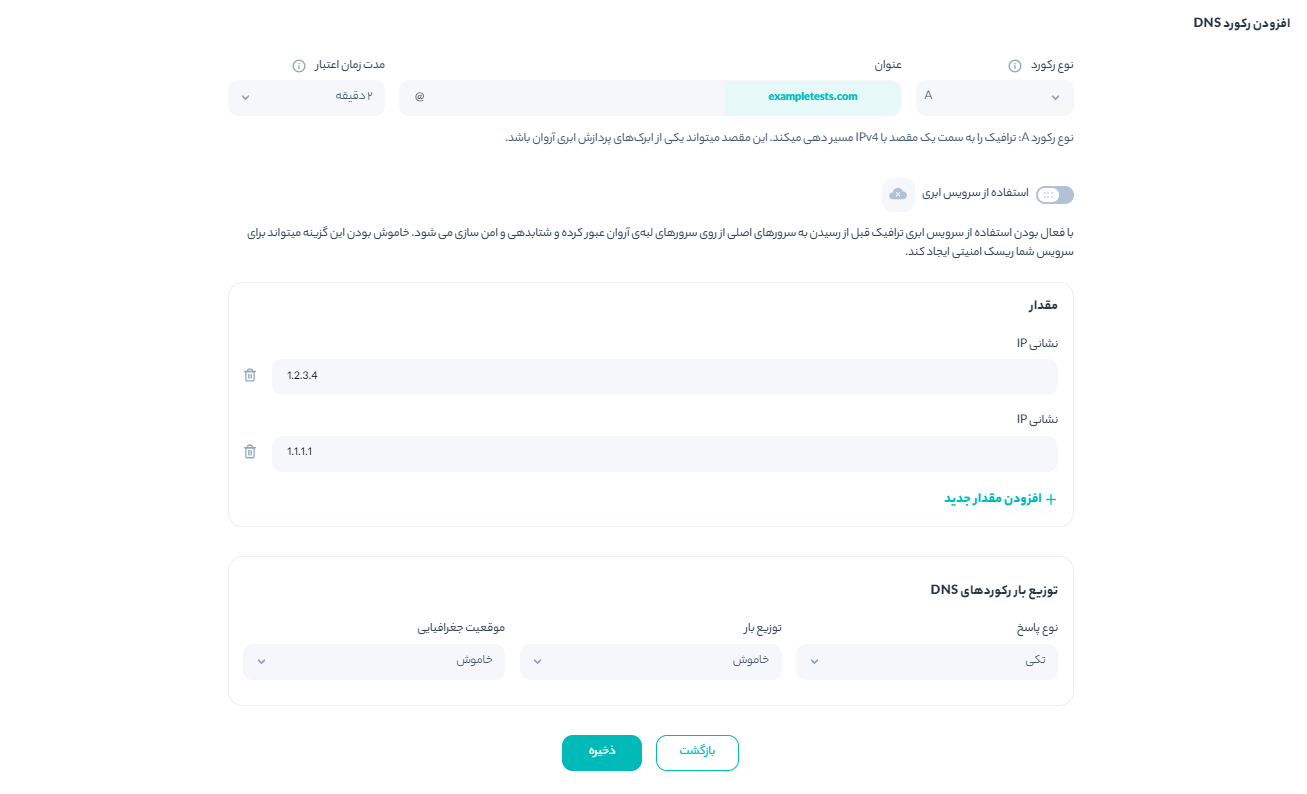 افزودن رکورد DNS
نوع رکورد
عنوان
مدت زمان اعتبار
A
exampletests.com
@
۲ دقیقه
نوع رکورد A: ترافیک را به سمت یک مقصد با IPv4 مسیر دهی میکند. این مقصد میتواند یکی از ابرک‌های پردازش ابری آروان باشد.
استفاده از سرویس ابری
با فعال بودن استفاده از سرویس ابری ترافیک قبل از رسیدن به سرورهای اصلی از روی سرورهای لبه‌ی آروان عبور کرده و شتابدهی و امن سازی می شود. خاموش بودن این گزینه میتواند برای
سرویس شما ریسک امنیتی ایجاد کند.
مقدار
نشانی IP
1.2.3.4
نشانی IP
1.1.1.1
+ افزودن مقدار جدید
توزیع بار رکوردهای DNS
نوع پاسخ
توزیع بار
موقعیت جغرافیایی
تکی
خاموش
خاموش
بازگشت
ذخیره